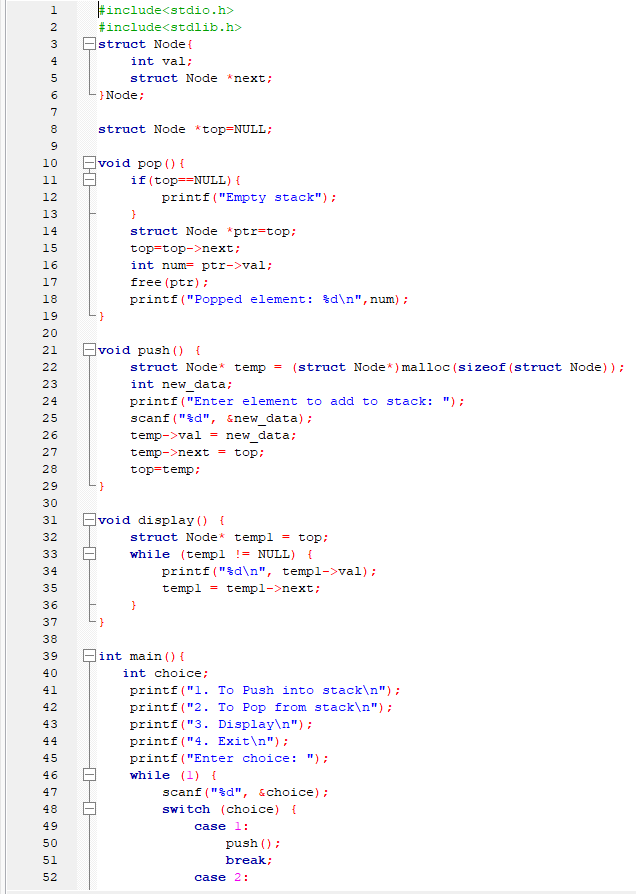 1 #include<stdio.h>
2 #include<stdlib.h>
3 struct Node{
4 int val;
5 struct Node *next;
6 }Node;
7
8 struct Node *top=NULL;
9
10 void pop(){
11 if(top==NULL){
12 printf("Empty stack");
13 }
14 struct Node *ptr=top;
15 top=top->next;
16 int num= ptr->val;
17 free(ptr);
18 printf("Popped element: %d\n",num);
19 }
20
21 void push() {
22 struct Node* temp = (struct Node*)malloc(sizeof(struct Node));
23 int new_data;
24 printf("Enter element to add to stack: ");
25 scanf("%d", &new_data);
26 temp->val = new_data;
27 temp->next = top;
28 top=temp;
29 }
30
31 void display() {
32 struct Node* temp1 = top;
33 while (temp1 != NULL) {
34 printf("%d\n", temp1->val);
35 temp1 = temp1->next;
36 }
37 }
38
39 int main(){
40 int choice;
41 printf("1. To Push into stack\n");
42 printf("2. To Pop from stack\n");
43 printf("3. Display\n");
44 printf("4. Exit\n");
45 printf("Enter choice: ");
46 while (1) {
47 scanf("%d", &choice);
48 switch (choice) {
49 case 1:
50 push();
51 break;
52 case 2: